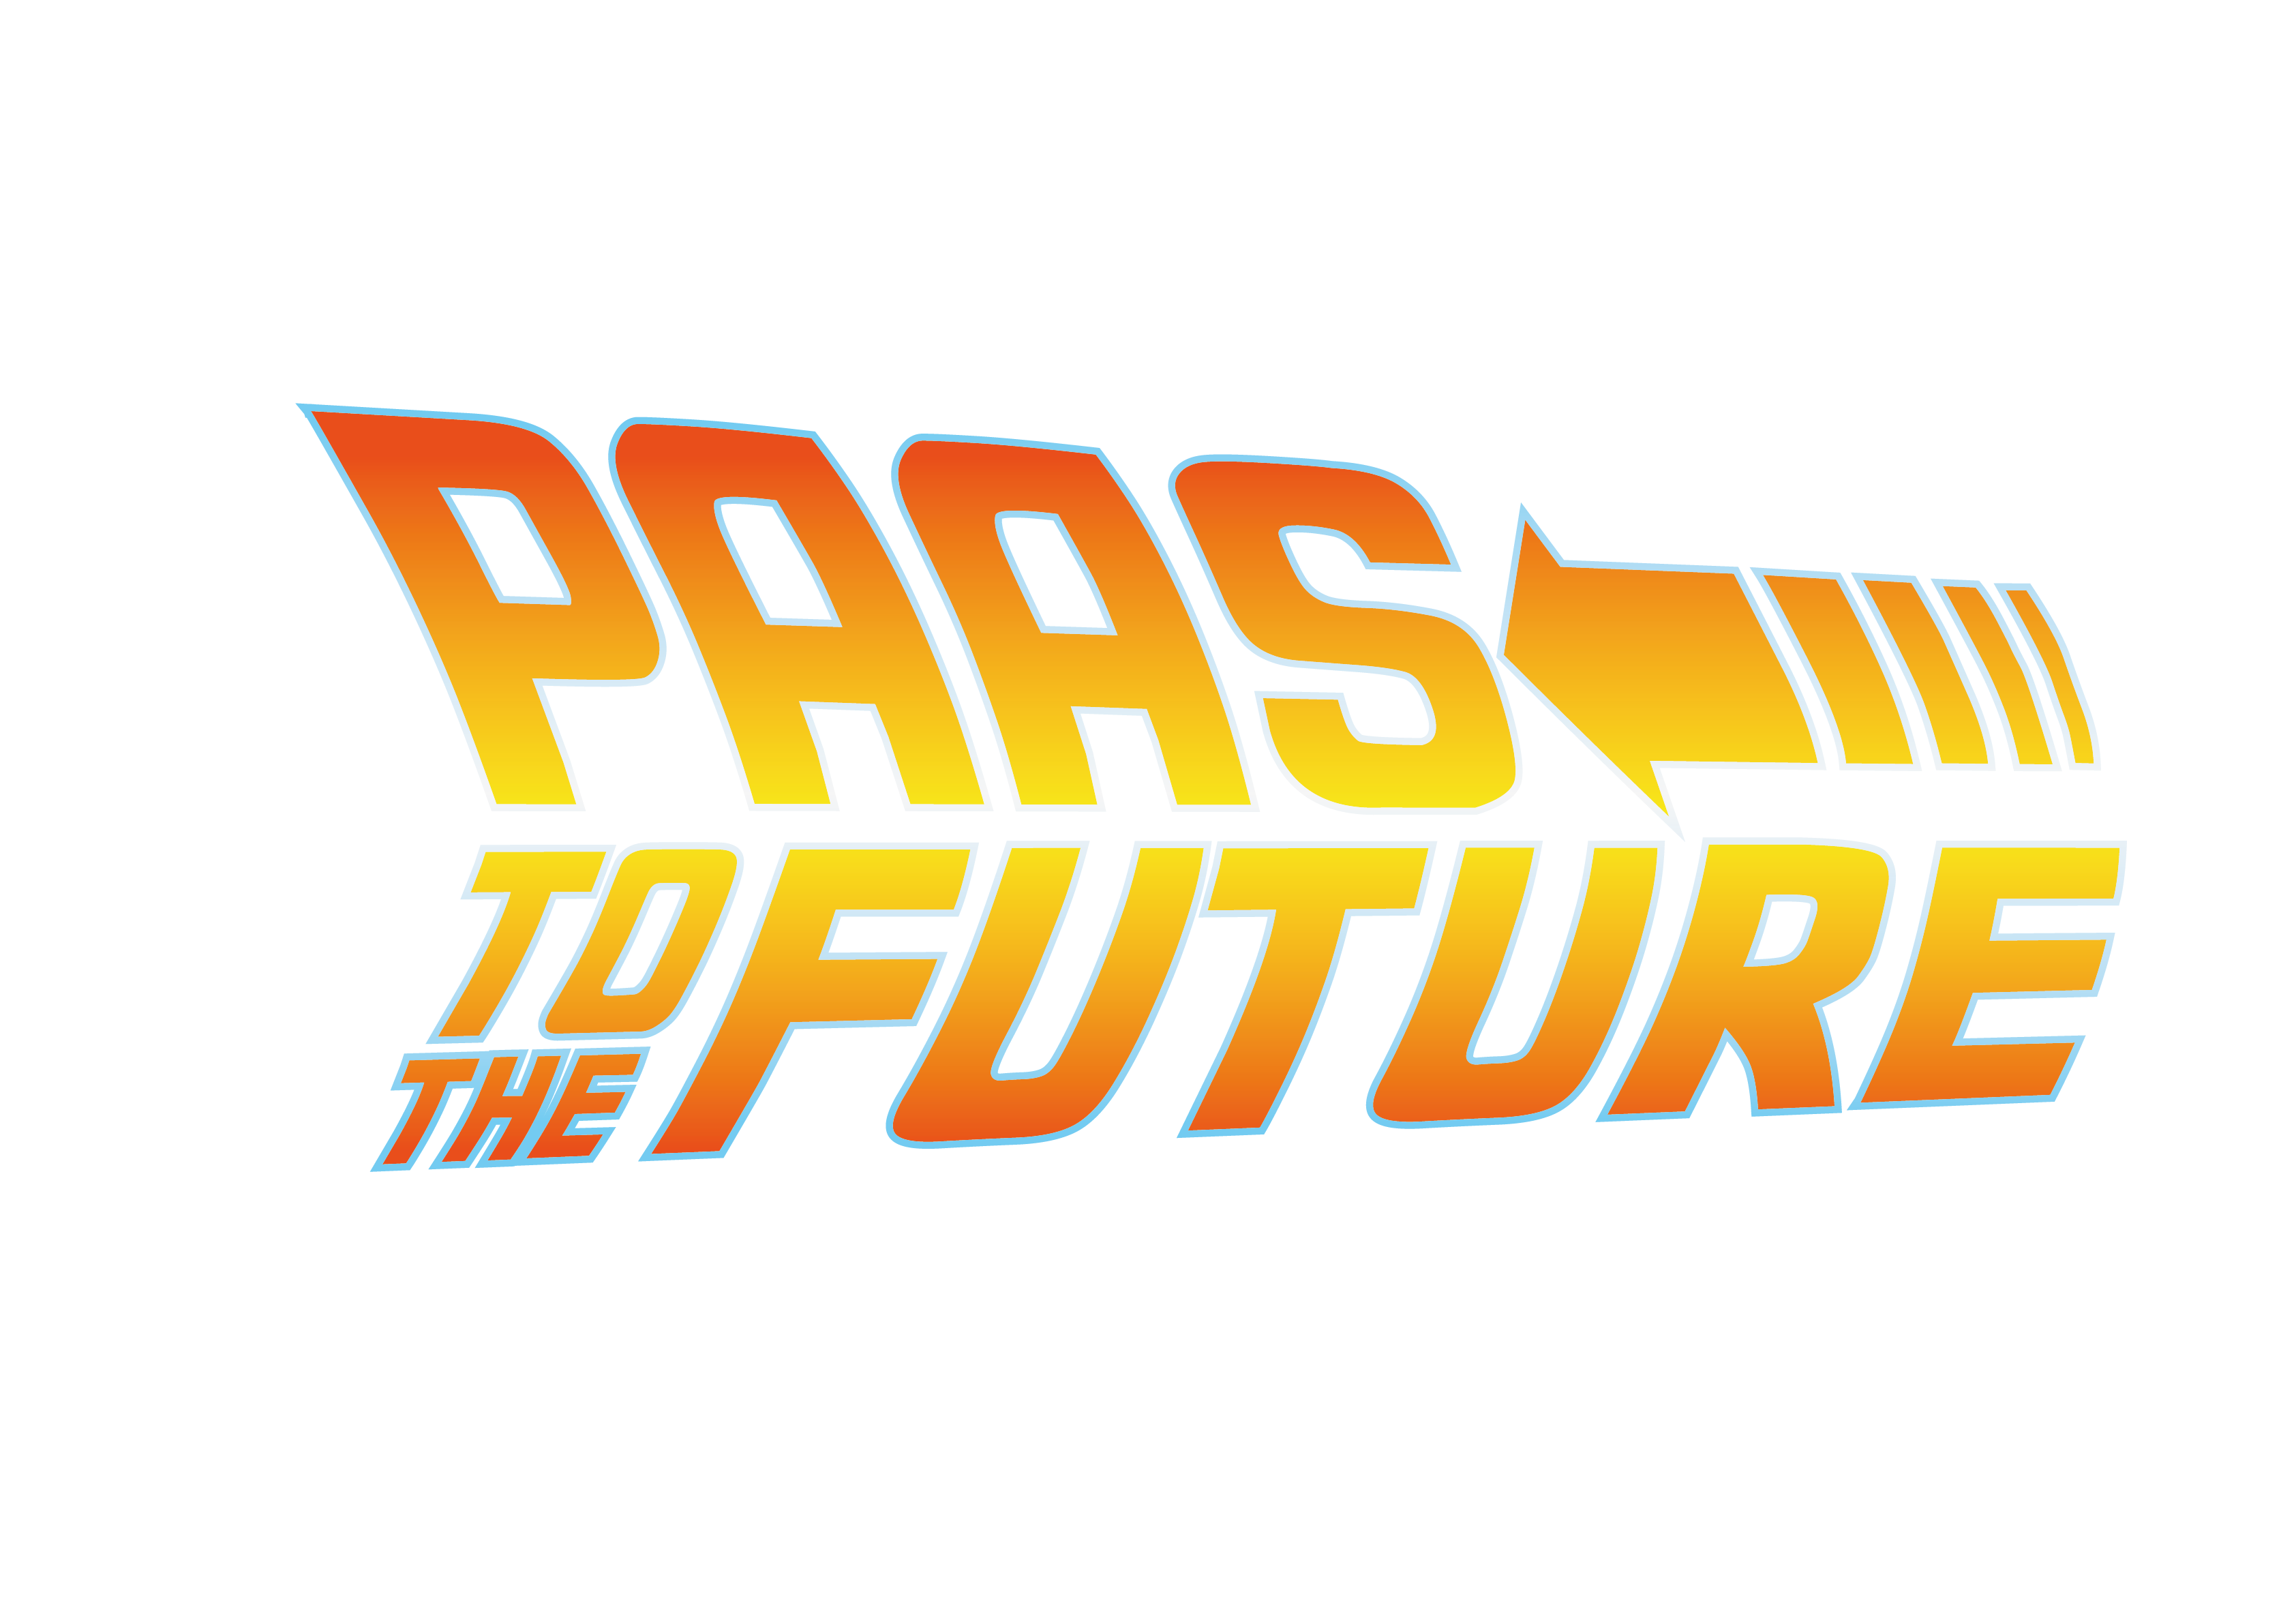 PAAS
TO
THE
FUTURE